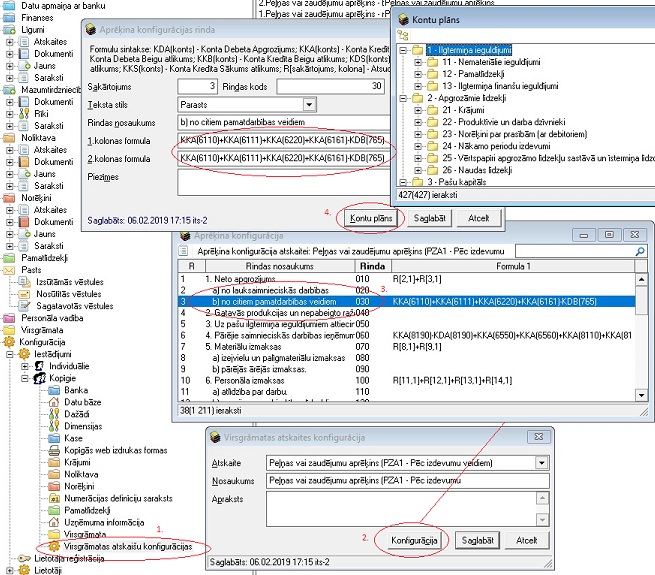 Datu apmaiņa ar banku
Finanses
Līgumi
Atskaites
Dokumenti
Jauns
Saraksti
Mazumtirdzniecīb
Atskaites
Dokumenti
Rīki
Saraksti
Noliktava
Atskaites
Dokumenti
Jauns
Saraksti
Norēķini
Atskaites
Dokumenti
Jauns
Saraksti
Pamatlīdzekļi
Pasts
Izsūtāmās vēstules
Nosūtītās vēstules
Sagatavotās vēstules
Personāla vadība
Virsgrāmata
Konfigurācija
Iestādījumi
Individuālie
Kopīgie
Banka
Datu bāze
Dažādi
Dimensijas
Kase
Kopīgās web izdrukas formas
Krājumi
Noliktava
Norēķini
Numerācijas definīciju saraksts
Pamatlīdzekļi
Uzņēmuma informācija
Virsgrāmata
1.
Virsgrāmatas atskaišu konfigurācijas
Lietotāja reģistrācija
Lietotāji
Aprēķina konfigurācijas rinda
Formulu sintakse: KDA(konts) - Konta Debeta Apgrozījums; KKA(konts) - Konta Kredīta
Konta Debeta Beigu atlikums; KKB(konts) - Konta Kredīta Beigu atlikums; KDS(konts)
atlikums; KKS(konts) - Konta Kredīta Sākums atlikums; R[sakārtojums, kolona] - Atsauc
Sakārtojums 3 Rindas kods 30
Teksta stils Parasts
Rindas nosaukums b) no citiem pamatdarbības veidiem
1.kolonas formula KKA(6110)+KKA(6111)+KKA(6220)+KKA(6161)-KDB(765)
2.kolonas formula KKA(6110)+KKA(6111)+KKA(6220)+KKA(6161)-KDB(765)
Piezīmes
4.
Saglabāts: 06.02.2019 17:15 its-2
Kontu plāns Saglabāt Atcelt
Kontu plāns
1 - Ilgtermiņa ieguldījumi
11 - Nemateriālie ieguldījumi
12 - Pamatlīdzekļi
13 - Ilgtermiņa finanšu ieguldījumi
2 - Apgrozāmie līdzekļi
21 - Krājumi
22 - Produktīvie un darba dzīvnieki
23 - Norēķini par prasībām (ar debitoriem)
24 - Nākamo periodu izdevumi
25 - Vērtspapīri apgrozāmo līdzekļu sastāvā un īstermiņa līdz
26 - Naudas līdzekļi
3 - Pašu kapitāls
427(427) ieraksti
Aprēķina konfigurācija
Aprēķina konfigurācija atskaitei: Peļņas vai zaudējumu aprēķins (PZA1 - Pēc izdevumu
R Rindas nosaukums Rinda Formula 1
1 1. Neto apgrozījums 010 R[2,1]+R[3,1]
2 a) no lauksaimnieciskās darbības 020
3 b) no citiem pamatdarbības veidiem 030 KKA(6110)+KKA(6111)+KKA(6220)+KKA(6161)-KDB(765)
3.
4 2. Gatavās produkcijas un nepabeigto raž 040
5 3. Uz pašu ilgtermiņa ieguldījumiem attiecir 050
6 4. Pārējie saimnieciskās darbības ieņēmum 060 KKA(8190)-KDA(8190)+KKA(6550)+KKA(6560)+KKA(8110)+KKA(81
7 5. Materiālu izmaksas 070 R[8,1]+R[9,1]
8 a) izejvielu un palīgmateriālu izmaksas 080
9 b) pārējās ārējās izmaksas. 090
10 6. Personāla izmaksas 100 R[11,1]+R[12,1]+R[13,1]+R[14,1]
11 a) atlīdzība par darbu. 110
38(1 211) ieraksti
Virsgrāmatas atskaites konfigurācija
Atskaite Peļņas vai zaudējumu aprēķins (PZA1 - Pēc izdevumu veidiem)
Nosaukums Peļņas vai zaudējumu aprēķins (PZA1 - Pēc izdevumu
Apraksts
2.
Konfigurācija Saglabāt Atcelt
Saglabāts: 06.02.2019 17:15 its-2